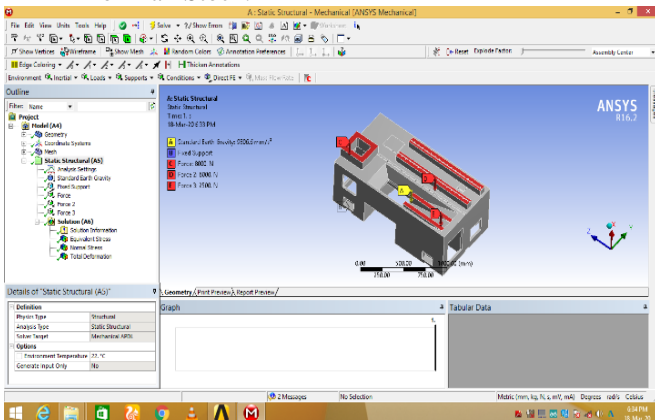 A : Static Structural - Mechanical [ANSYS Mechanical]
File Edit View Units Tools Help Solve ?/Show Errors
Show Vertices Wireframe Show Mesh Random Colors Annotation Preferences Reset Explode Factor: Assembly Center
Edge Coloring Thicken Annotations
Environment Inertial Loads Supports Conditions Direct FE
Outline
Filter: Name
Project
Model (A4)
Geometry
Coordinate Systems
Mesh
Static Structural (A5)
Analysis Settings
Standard Earth Gravity
Fixed Support
Force
Force 2
Force 3
Solution (A6)
Solution Information
Equivalent Stress
Normal Stress
Total Deformation
A: Static Structural
Static Structural
Time: 1. s
A Standard Earth Gravity: 9806.6 mm/s²
B Fixed Support
C Force: 8000. N
Force 2: 8000. N
Force 3: 2500. N
ANSYS
R16.2
0.00 500.00 1000.00 (mm)
250.00 750.00
Geometry Print Preview Report Preview
Details of "Static Structural (A5)"
Definition
Physics Type Structural
Analysis Type Static Structural
Solver Target Mechanical APDL
Options
Environment Temperature 22. °C
Generate Input Only No
Graph
Tabular Data
2 Messages No Selection Metric (mm, kg, N, s, mV, mA) Degrees rad/s Celsius
6:54 PM